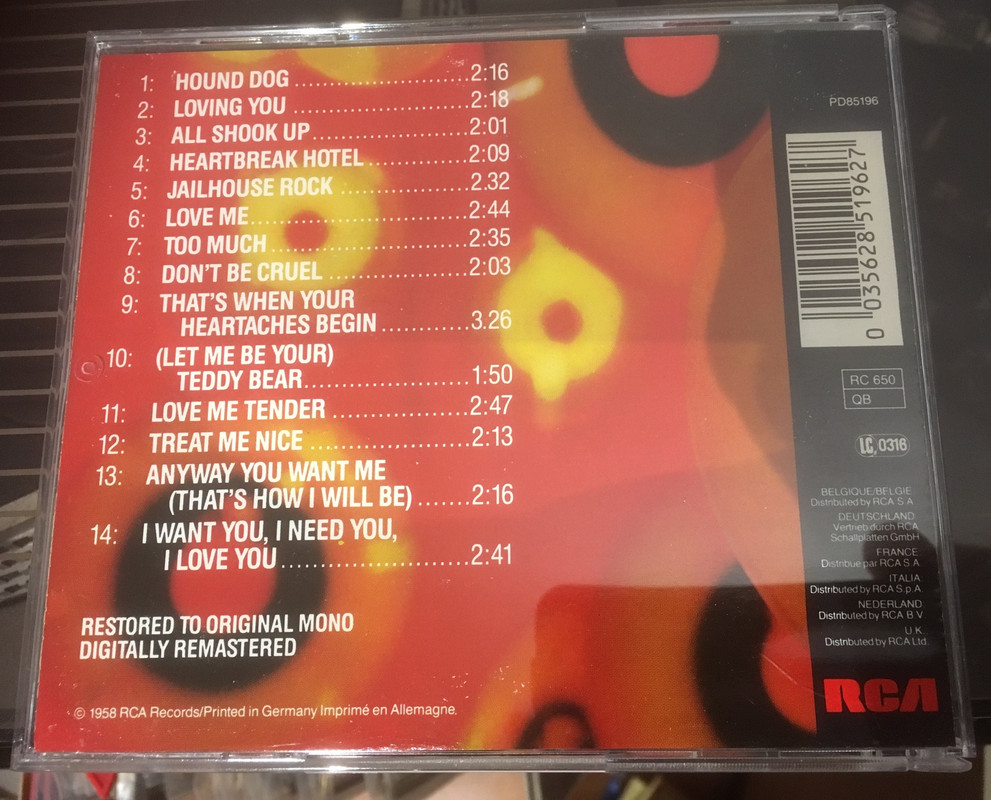 1: HOUND DOG ........................2:16
2: LOVING YOU ........................2:18
3: ALL SHOOK UP......................2:01
4: HEARTBREAK HOTEL ...............2:09
5: JAILHOUSE ROCK ..................2.32
6: LOVE ME..............................2:44
7: TOO MUCH ...........................2:35
8: DON'T BE CRUEL ...................2:03
9: THAT'S WHEN YOUR
HEARTACHES BEGIN ............3.26
10: (LET ME BE YOUR)
TEDDY BEAR......................1:50
11: LOVE ME TENDER ..................2:47
12: TREAT ME NICE .....................2:13
13: ANYWAY YOU WANT ME
(THAT'S HOW I WILL BE) .......2:16
14: I WANT YOU, I NEED YOU,
I LOVE YOU ........................2:41
RESTORED TO ORIGINAL MONO
DIGITALLY REMASTERED
© 1958 RCA Records/Printed in Germany Imprimé en Allemagne.
PD85196
0 035628 519627
RC 650
QB
LC 0316
BELGIQUE/BELGIE
Distributed by RCA S A
DEUTSCHLAND
Vertrieb durch RCA
Schallplatten GmbH
FRANCE
Distribué par RCA S.A
ITALIA
Distributed by RCA S.p.A.
NEDERLAND
Distributed by RCA B.V
U K
Distributed by RCA Ltd.
RCA